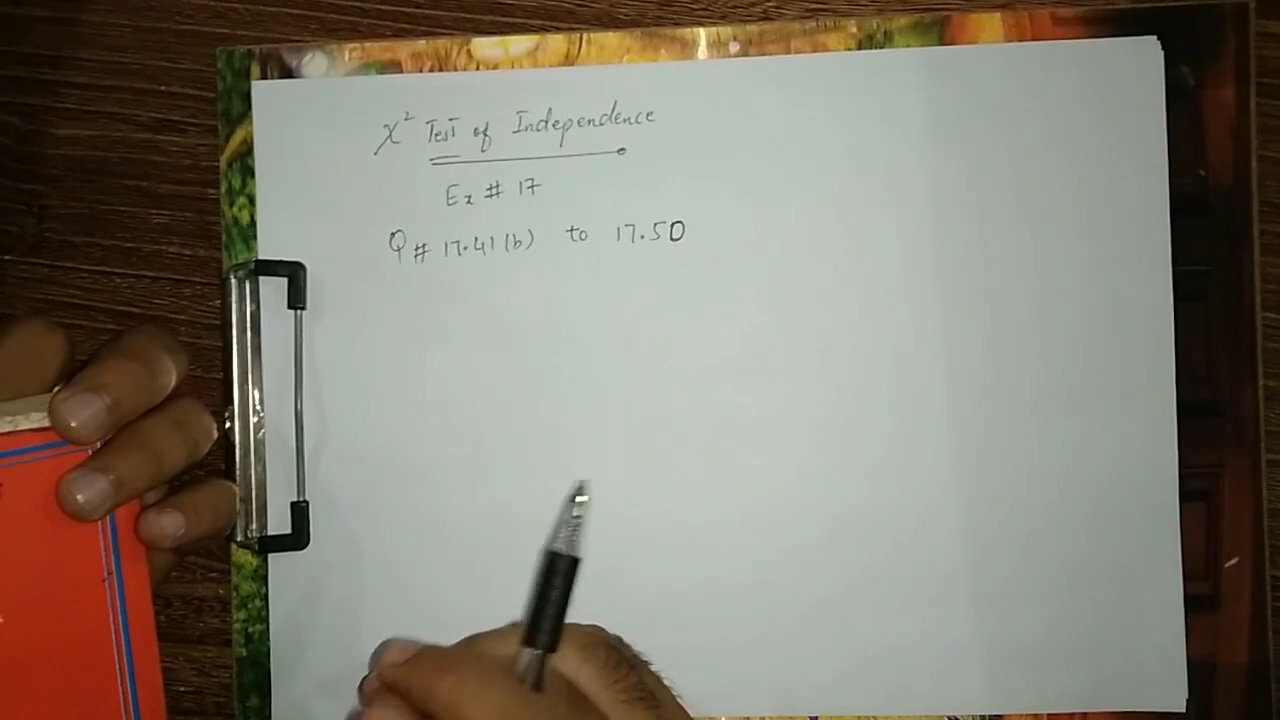 χ² Test of Independence
Ex # 17
Q # 17.41(b) to 17.50